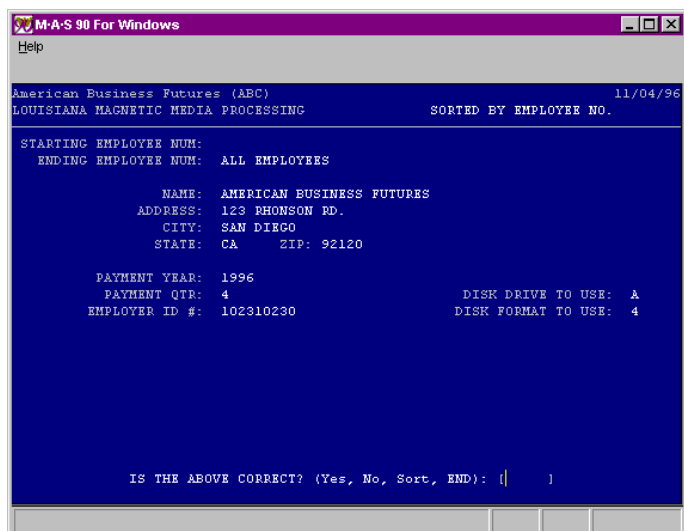 M·A·S 90 For Windows
Help
American Business Futures (ABC) 11/04/96
LOUISIANA MAGNETIC MEDIA PROCESSING SORTED BY EMPLOYEE NO.
STARTING EMPLOYEE NUM:
ENDING EMPLOYEE NUM: ALL EMPLOYEES
NAME: AMERICAN BUSINESS FUTURES
ADDRESS: 123 RHONSON RD.
CITY: SAN DIEGO
STATE: CA ZIP: 92120
PAYMENT YEAR: 1996
PAYMENT QTR: 4 DISK DRIVE TO USE: A
EMPLOYER ID #: 102310230 DISK FORMAT TO USE: 4
IS THE ABOVE CORRECT? (Yes, No, Sort, END): [ ]